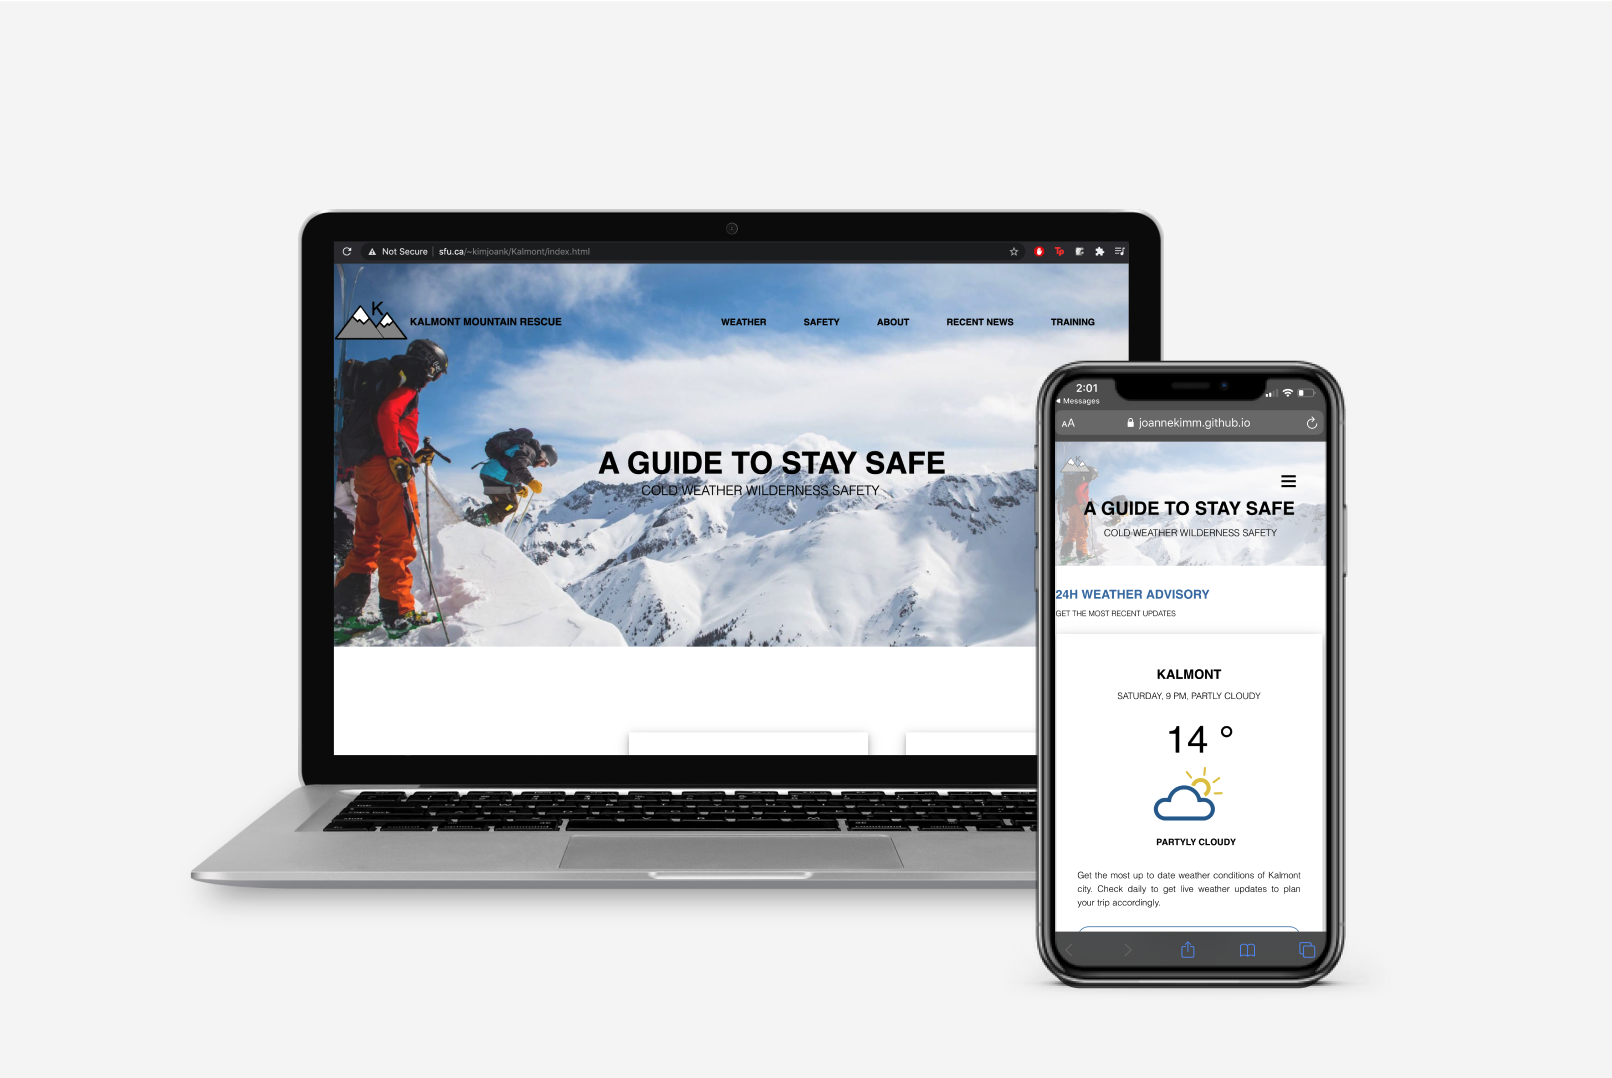 Not Secure | sfu.ca/~kimjoank/Kalmont/index.html
K
KALMONT MOUNTAIN RESCUE
WEATHER SAFETY ABOUT RECENT NEWS TRAINING
A GUIDE TO STAY SAFE
COLD WEATHER WILDERNESS SAFETY
2:01
Messages
AA joannekimm.github.io
K
A GUIDE TO STAY SAFE
COLD WEATHER WILDERNESS SAFETY
24H WEATHER ADVISORY
GET THE MOST RECENT UPDATES
KALMONT
SATURDAY, 9 PM, PARTLY CLOUDY
14 °
PARTYLY CLOUDY
Get the most up to date weather conditions of Kalmont
city. Check daily to get live weather updates to plan
your trip accordingly.